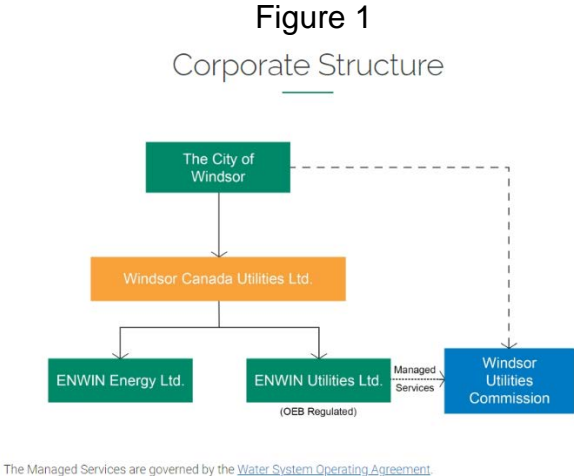 Figure 1
Corporate Structure
The City of
Windsor
Windsor Canada Utilities Ltd.
ENWIN Energy Ltd.
ENWIN Utilities Ltd.
(OEB Regulated)
Managed
Services
Windsor
Utilities
Commission
The Managed Services are governed by the Water System Operating Agreement.